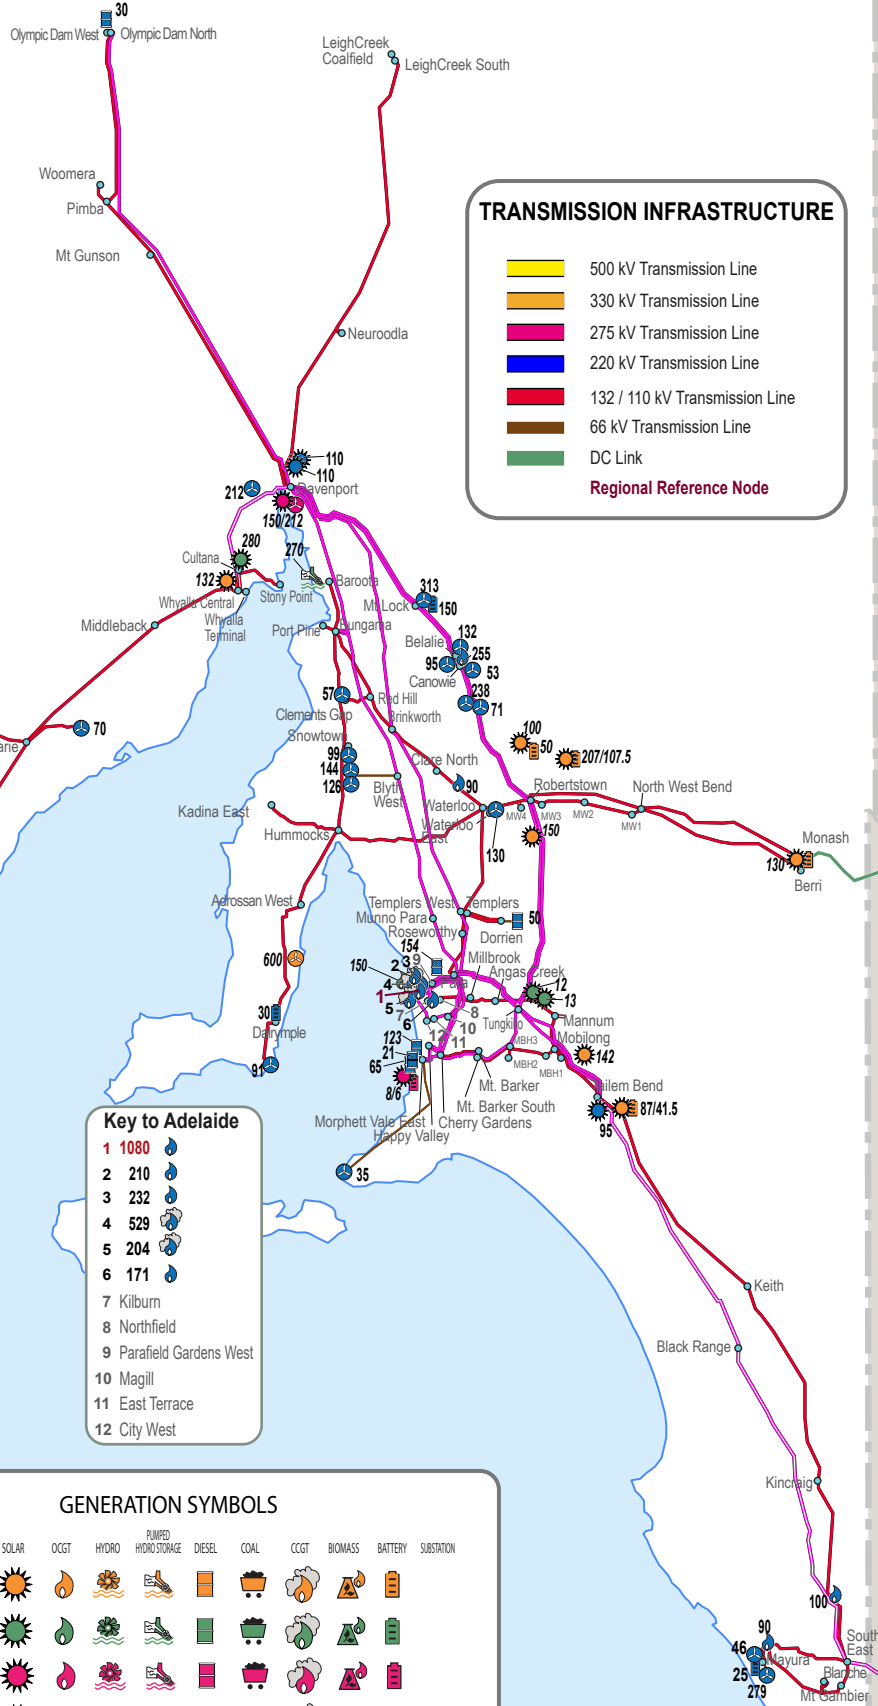 30
Olympic Dam West
Olympic Dam North
LeighCreek
Coalfield
LeighCreek South
Woomera
Pimba
Mt Gunson
Neuroodla
TRANSMISSION INFRASTRUCTURE
500 kV Transmission Line
330 kV Transmission Line
275 kV Transmission Line
220 kV Transmission Line
132 / 110 kV Transmission Line
66 kV Transmission Line
DC Link
Regional Reference Node
110
110
212
Davenport
150/212
280
270
Cultana
132
Baroota
Whyalla Central
Stony Point
Whyalla
Terminal
Middleback
313
Mt Lock
150
Port Pirie
Bungama
132
Belalie
255
95
53
Canowie
238
71
57
Red Hill
Clements Gap
Brinkworth
Snowtown
70
arie
100
50
207/107.5
99
144
126
Clare North
90
Blyth
West
Robertstown
North West Bend
Kadina East
Waterloo
MW4
MW3
MW2
MW1
Hummocks
Waterloo
East
150
130
Monash
130
Berri
Adrossan West
Templers West
Templers
Munno Para
Roseworthy
50
Dorrien
600
154
Millbrook
150
2
3
9
Angas Creek
4
Para
12
1
13
5
7
8
6
30
Dalrymple
10
Tungkillo
Mannum
12
11
Mobilong
123
21
MBH3
142
65
MBH2
MBH1
91
Mt. Barker
8/6
Tailem Bend
Mt. Barker South
87/41.5
95
Morphett Vale East
Cherry Gardens
Happy Valley
35
Key to Adelaide
1 1080
2 210
3 232
4 529
5 204
6 171
7 Kilburn
8 Northfield
9 Parafield Gardens West
10 Magill
11 East Terrace
12 City West
Keith
Black Range
Kincraig
GENERATION SYMBOLS
SOLAR OCGT HYDRO PUMPED HYDRO STORAGE DIESEL COAL CCGT BIOMASS BATTERY SUBSTATION
100
90
South
East
46
Mayura
25
Blanche
279
Mt Gambier